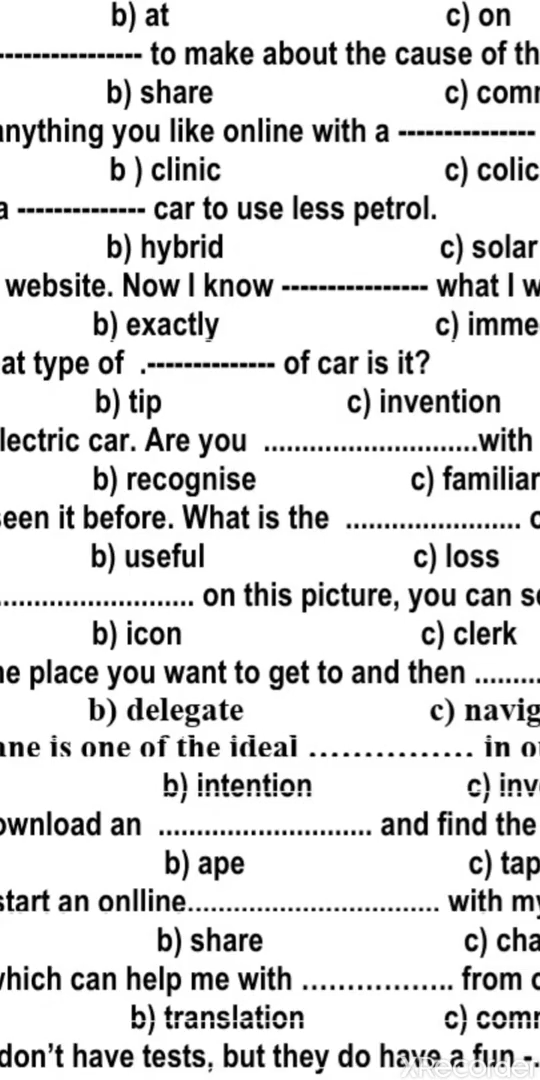 b) at c) on
---------------- to make about the cause of th
b) share c) com
anything you like online with a ---------------
b ) clinic c) colic
a -------------- car to use less petrol.
b) hybrid c) solar
website. Now I know ---------------- what I w
b) exactly c) imme
at type of .-------------- of car is it?
b) tip c) invention
lectric car. Are you ............................with
b) recognise c) familiar
seen it before. What is the ....................... o
b) useful c) loss
.......................... on this picture, you can se
b) icon c) clerk
he place you want to get to and then .........
b) delegate c) navig
ane is one of the ideal ................ in o
b) intention c) inv
ownload an ............................ and find the
b) ape c) tap
start an onlline................................. with my
b) share c) cha
which can help me with .................. from
b) translation c) com
don't have tests, but they do have a fun -.
XRecorder